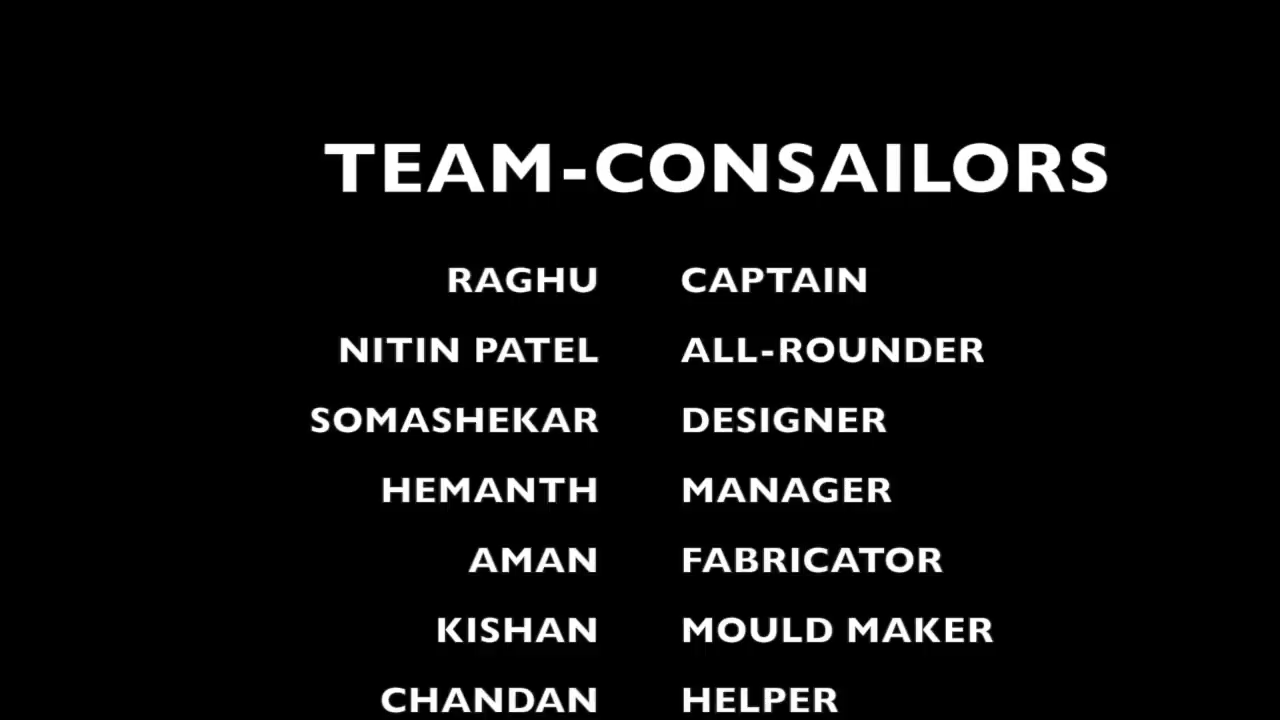 TEAM-CONSAILORS
RAGHU CAPTAIN
NITIN PATEL ALL-ROUNDER
SOMASHEKAR DESIGNER
HEMANTH MANAGER
AMAN FABRICATOR
KISHAN MOULD MAKER
CHANDAN HELPER